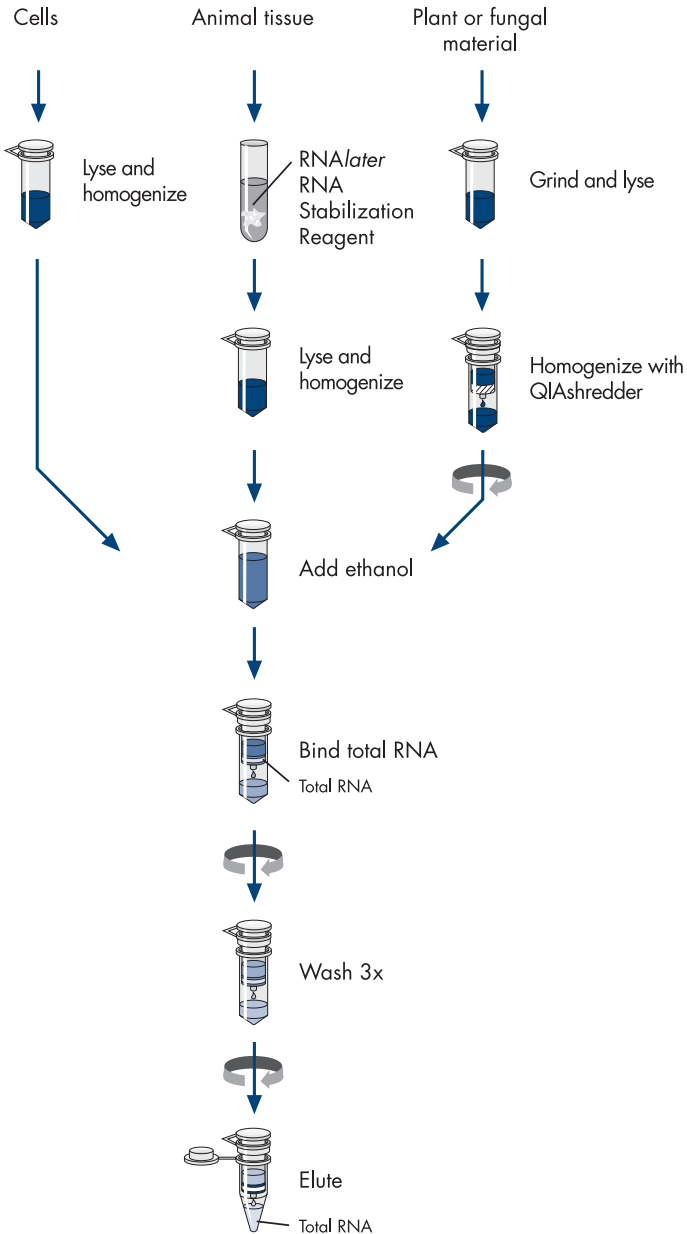 Cells
Animal tissue
Plant or fungal
material
Lyse and
homogenize
RNAlater
RNA
Stabilization
Reagent
Grind and lyse
Lyse and
homogenize
Homogenize with
QIAshredder
Add ethanol
Bind total RNA
Total RNA
Wash 3x
Elute
Total RNA